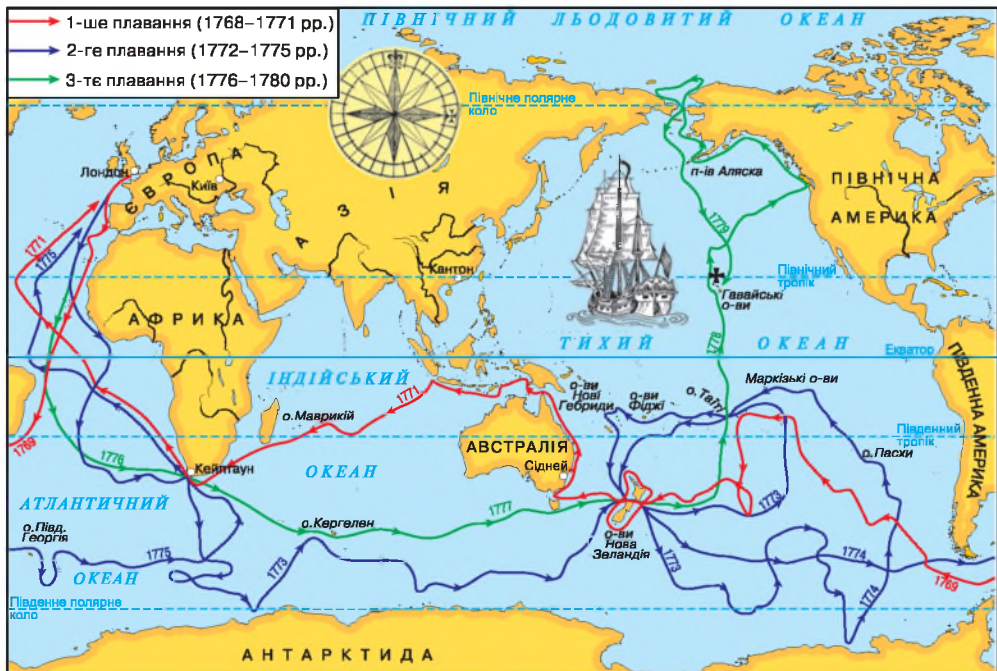 1-ше плавання (1768–1771 рр.)
2-ге плавання (1772–1775 рр.)
3-тє плавання (1776–1780 рр.)
ПІВНІЧНИЙ ЛЬОДОВИТИЙ ОКЕАН
Північне полярне
коло
Лондон
ЄВРОПА
Київ
АЗІЯ
п-ів Аляска
ПІВНІЧНА
АМЕРИКА
1771
1775
1779
Кантон
Північний
тропік
Гавайські
о-ви
АФРИКА
ТИХИЙ ОКЕАН
1778
Екватор
ІНДІЙСЬКИЙ
ОКЕАН
1771
о-ви
Нові
Гебриди
о-ви
Фіджі
о.Таїті
Маркізькі о-ви
ПІВДЕННА АМЕРИКА
о.Маврикій
1769
АВСТРАЛІЯ
Сідней
Південний
тропік
о.Пасхи
1776
Кейптаун
АТЛАНТИЧНИЙ
ОКЕАН
1777
1773
о.Кергелен
о.Півд.
Георгія
о-ви
Нова
Зеландія
1775
1773
1773
1774
1774
1769
Південне полярне
коло
АНТАРКТИДА